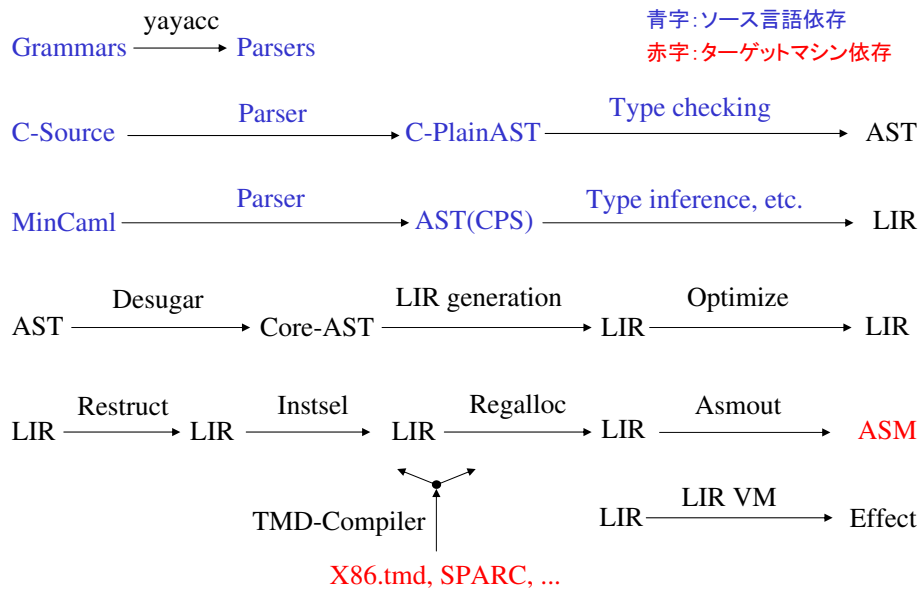 yayacc
Grammars Parsers
青字：ソース言語依存
赤字：ターゲットマシン依存
Parser Type checking
C-Source C-PlainAST AST
Parser Type inference, etc.
MinCaml AST(CPS) LIR
Desugar LIR generation Optimize
AST Core-AST LIR LIR
Restruct Instsel Regalloc Asmout
LIR LIR LIR LIR ASM
TMD-Compiler
LIR VM
LIR Effect
X86.tmd, SPARC, ...